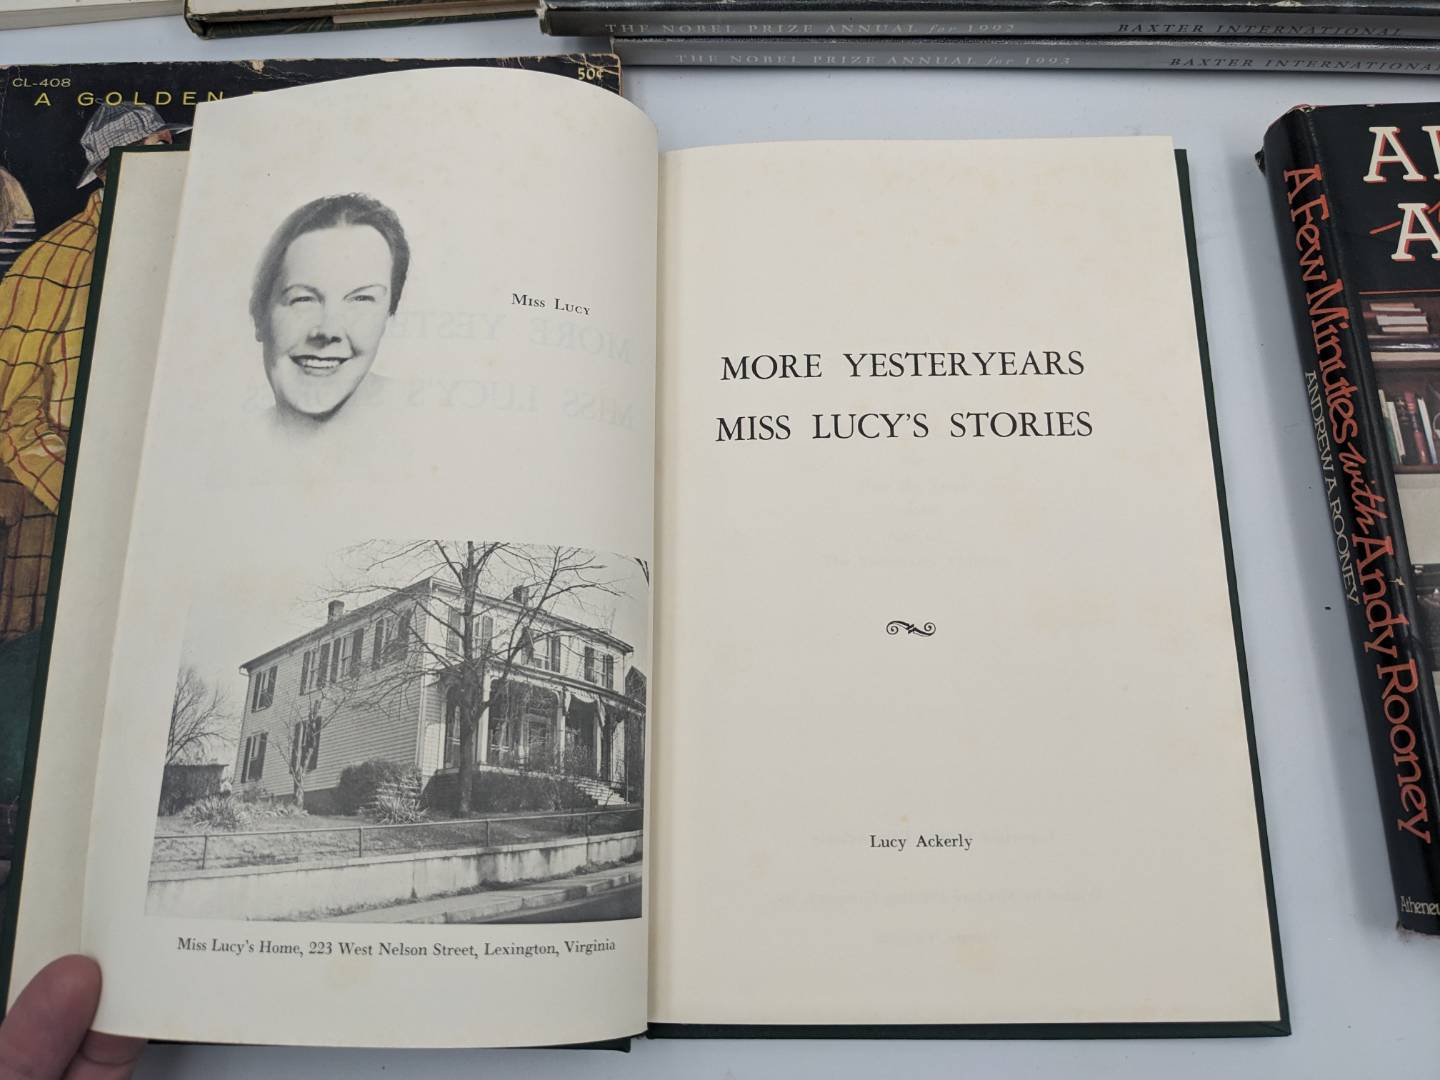 THE NOBEL PRIZE ANNUAL for 1992 BAXTER INTERNATIONAL
THE NOBEL PRIZE ANNUAL for 1993 BAXTER INTERNATIONAL
CL-408
50¢
A GOLDEN
MISS LUCY
Miss Lucy's Home, 223 West Nelson Street, Lexington, Virginia
MORE YESTERYEARS
MISS LUCY'S STORIES
Lucy Ackerly
A Few Minutes with Andy Rooney
ANDREW A. ROONEY
A